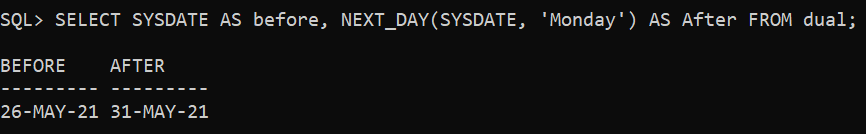 SQL> SELECT SYSDATE AS before, NEXT_DAY(SYSDATE, 'Monday') AS After FROM dual;
BEFORE    AFTER
--------- ---------
26-MAY-21 31-MAY-21